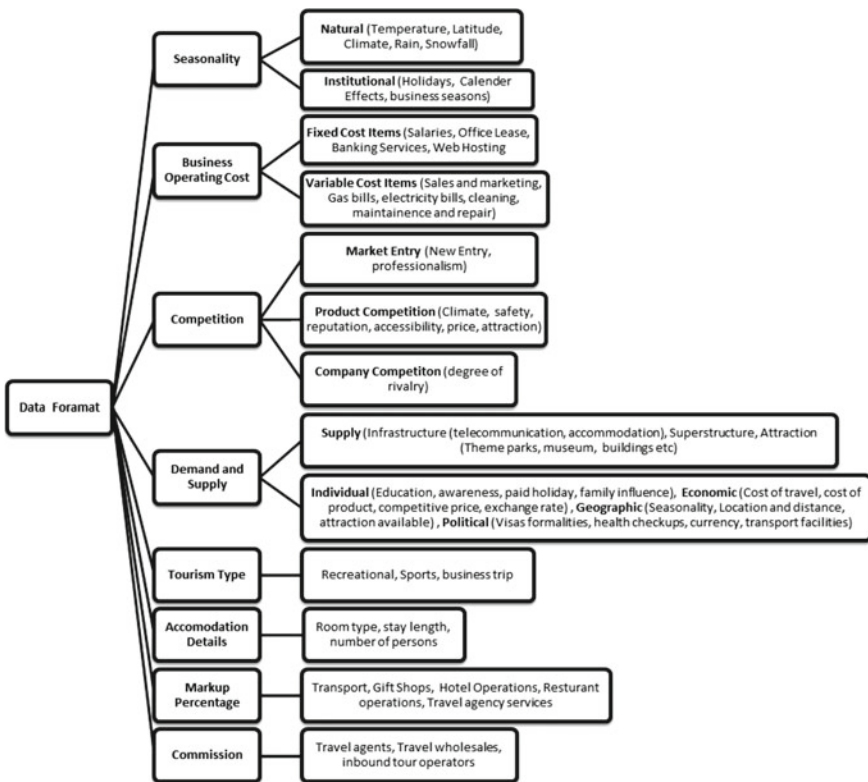 Seasonality
Natural (Temperature, Latitude,
Climate, Rain, Snowfall)
Institutional (Holidays, Calender
Effects, business seasons)
Business
Operating Cost
Fixed Cost Items (Salaries, Office Lease,
Banking Services, Web Hosting
Variable Cost Items (Sales and marketing,
Gas bills, electricity bills, cleaning,
maintainence and repair)
Competition
Market Entry (New Entry,
professionalism)
Product Competition (Climate, safety,
reputation, accessibility, price, attraction)
Company Competiton (degree of
rivalry)
Data Foramat
Demand and
Supply
Supply (Infrastructure (telecommunication, accommodation), Superstructure, Attraction
(Theme parks, museum, buildings etc)
Individual (Education, awareness, paid holiday, family influence), Economic (Cost of travel, cost of
product, competitive price, exchange rate) , Geographic (Seasonality, Location and distance,
attraction available) , Political (Visas formalities, health checkups, currency, transport facilities)
Tourism Type
Recreational, Sports, business trip
Accomodation
Details
Room type, stay length,
number of persons
Markup
Percentage
Transport, Gift Shops, Hotel Operations, Resturant
operations, Travel agency services
Commission
Travel agents, Travel wholesales,
inbound tour operators